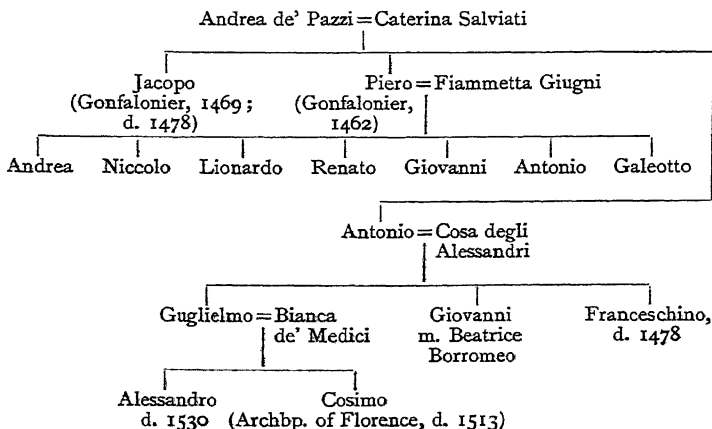 Andrea de' Pazzi=Caterina Salviati
Jacopo
(Gonfalonier, 1469;
d. 1478)
Piero=Fiammetta Giugni
(Gonfalonier,
1462)
Andrea Niccolo Lionardo Renato Giovanni Antonio Galeotto
Antonio=Cosa degli
Alessandri
Guglielmo=Bianca
de' Medici
Giovanni
m. Beatrice
Borromeo
Franceschino,
d. 1478
Alessandro
d. 1530
Cosimo
(Archbp. of Florence, d. 1513)